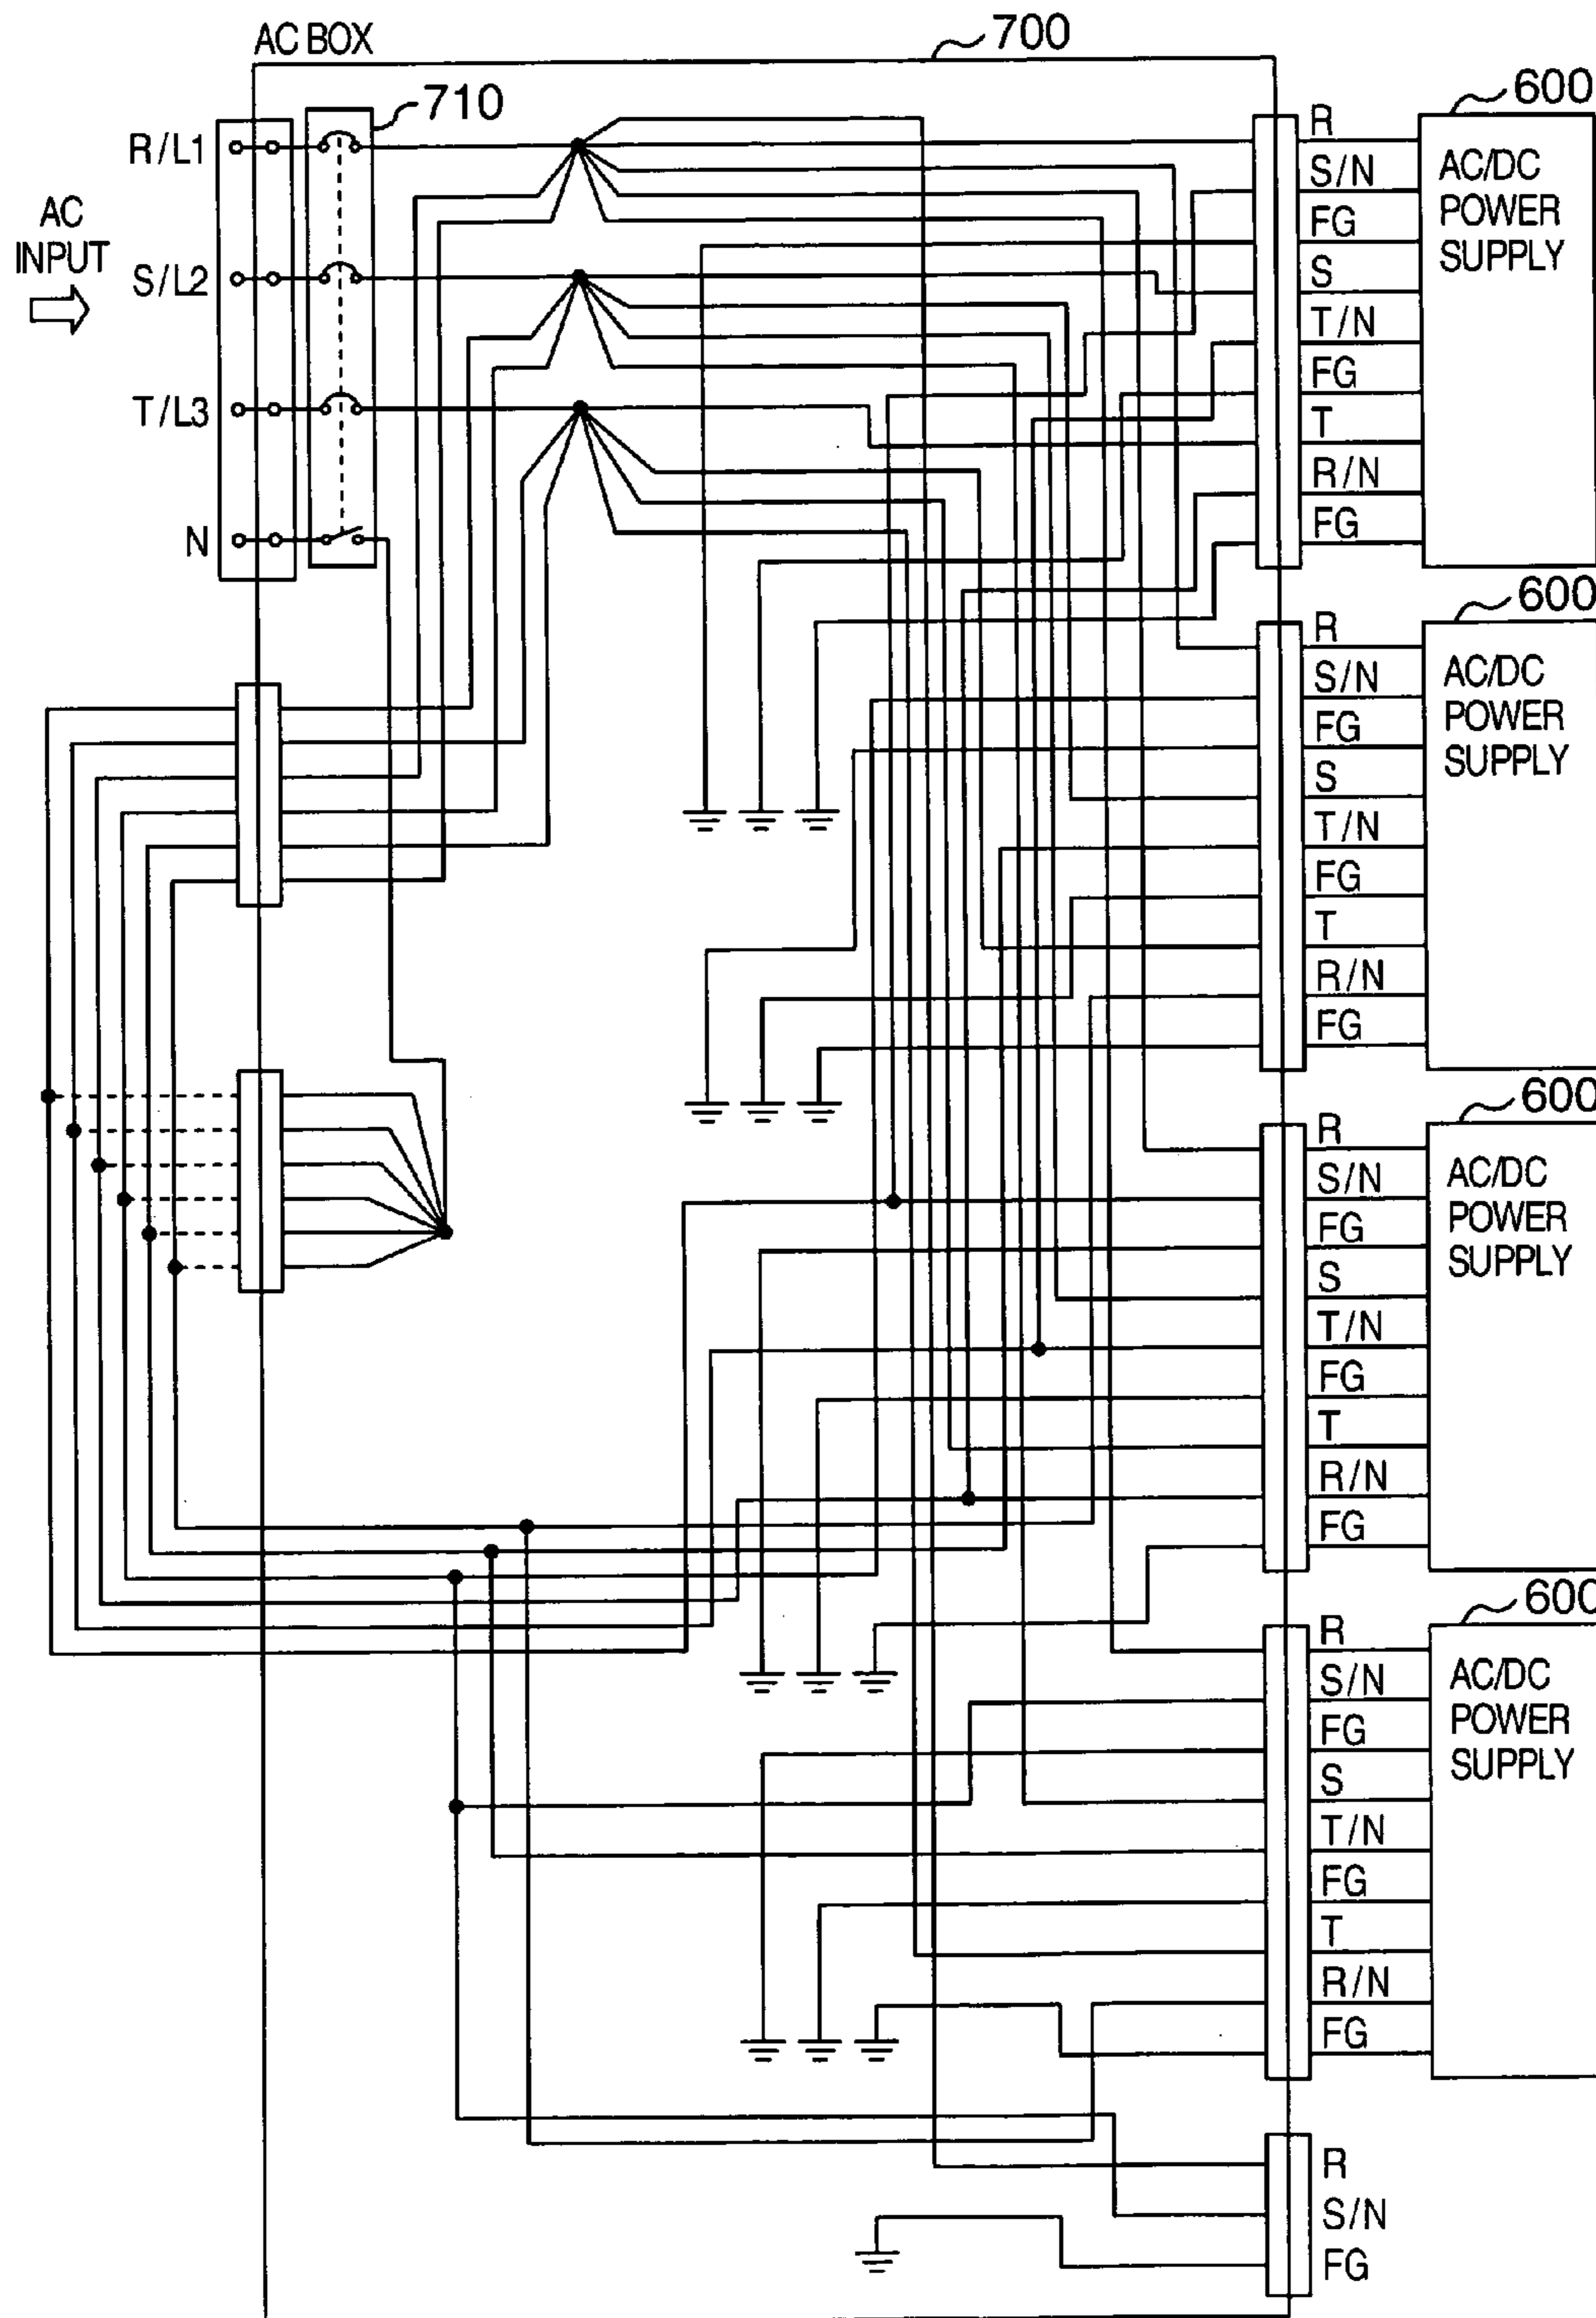 AC BOX
700
710
AC
INPUT
R/L1
S/L2
T/L3
N
600
R
S/N
FG
S
T/N
FG
T
R/N
FG
AC/DC
POWER
SUPPLY
600
R
S/N
FG
S
T/N
FG
T
R/N
FG
AC/DC
POWER
SUPPLY
600
R
S/N
FG
S
T/N
FG
T
R/N
FG
AC/DC
POWER
SUPPLY
600
R
S/N
FG
S
T/N
FG
T
R/N
FG
AC/DC
POWER
SUPPLY
R
S/N
FG